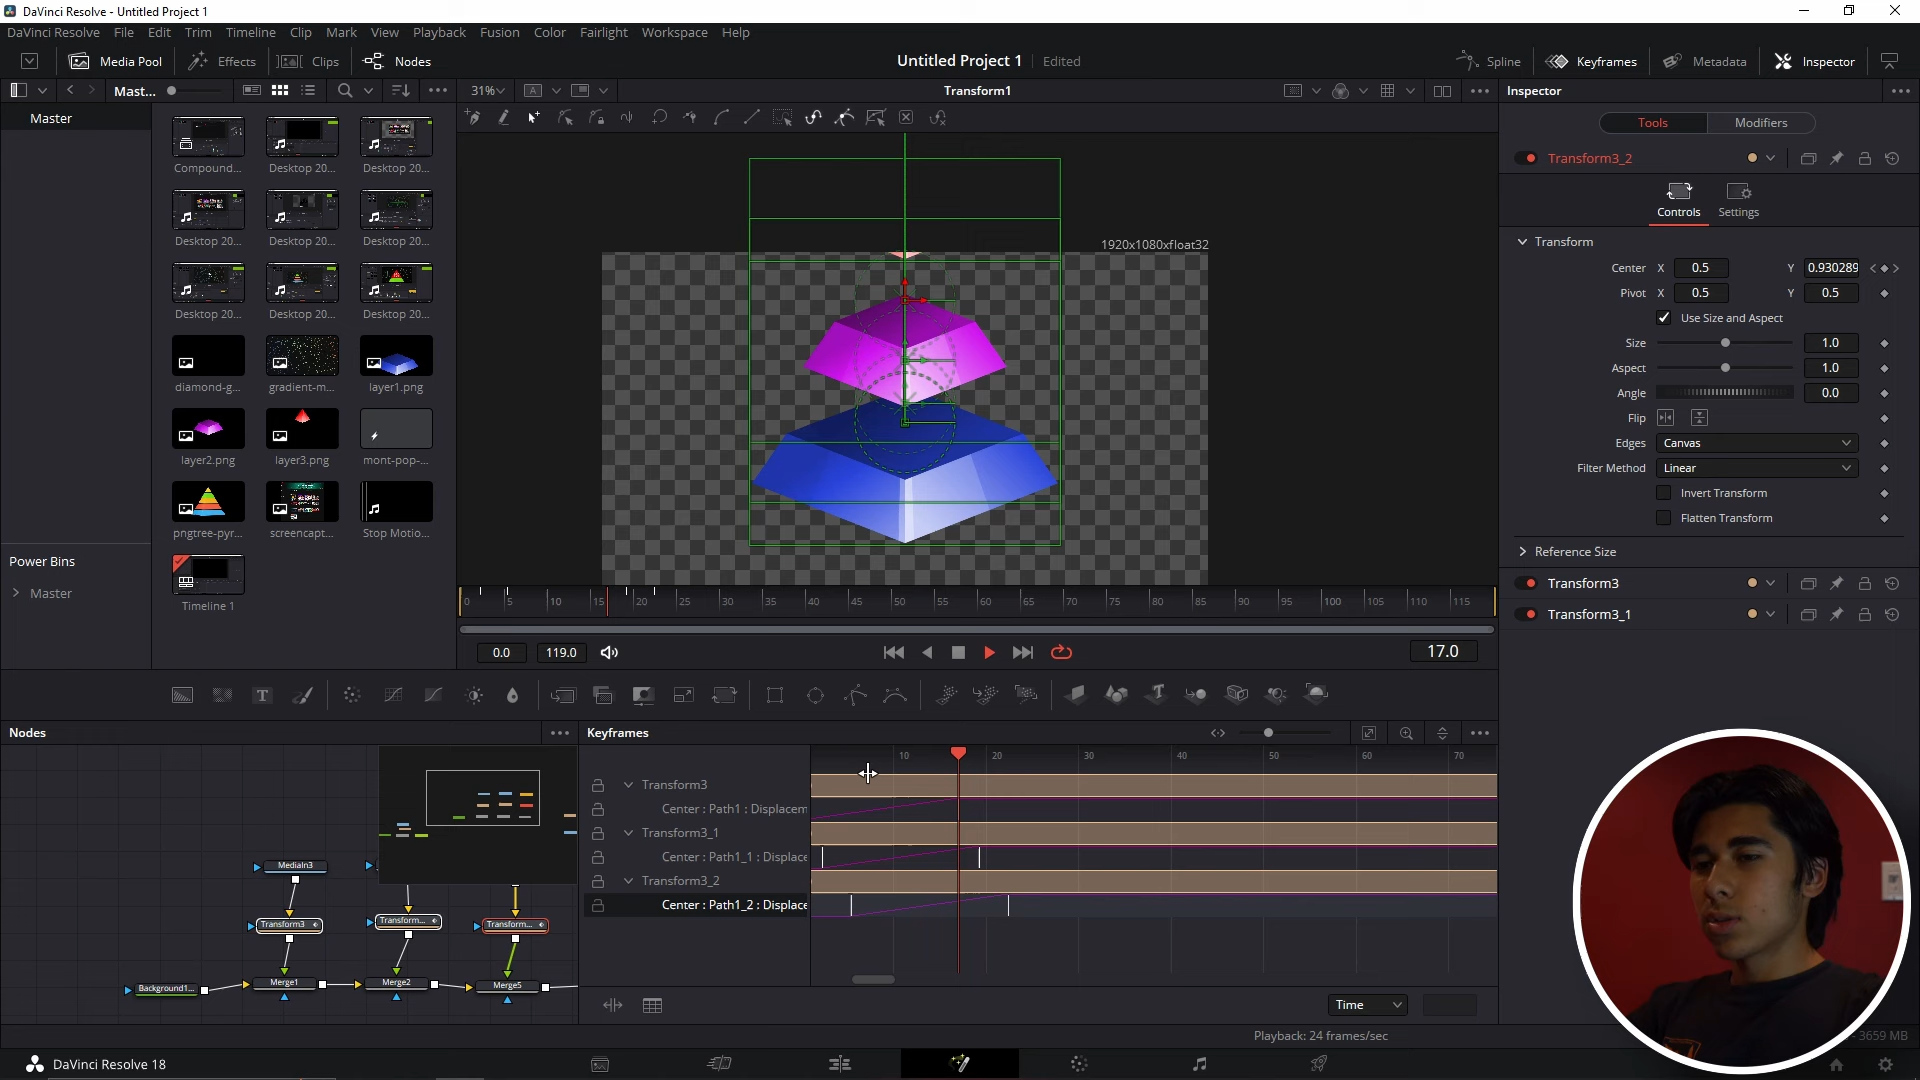 DaVinci Resolve - Untitled Project 1
DaVinci Resolve File Edit Trim Timeline Clip Mark View Playback Fusion Color Fairlight Workspace Help
Media Pool Effects Clips Nodes Untitled Project 1 Edited Spline Keyframes Metadata Inspector
Mast... 31% A Transform1 Inspector
Master
Compound... Desktop 20... Desktop 20...
Desktop 20... Desktop 20... Desktop 20...
Desktop 20... Desktop 20... Desktop 20...
diamond-g... gradient-m... layer1.png
layer2.png layer3.png mont-pop-...
pngtree-pyr... screencapt... Stop Motio...
Timeline 1
Power Bins
Master
1920x1080xfloat32
0 5 10 15 20 25 30 35 40 45 50 55 60 65 70 75 80 85 90 95 100 105 110 115
0.0 119.0 17.0
Tools Modifiers
Transform3_2
Controls Settings
Transform
Center X 0.5 Y 0.930289
Pivot X 0.5 Y 0.5
Use Size and Aspect
Size 1.0
Aspect 1.0
Angle 0.0
Flip
Edges Canvas
Filter Method Linear
Invert Transform
Flatten Transform
Reference Size
Transform3
Transform3_1
T T
Nodes
MediaIn3
Transform3 Transform... Transform...
Background1... Merge1 Merge2 Merge5
Keyframes
10 20 30 40 50 60 70
Transform3
Center : Path1 : Displacem
Transform3_1
Center : Path1_1 : Displace
Transform3_2
Center : Path1_2 : Displace
Time
Playback: 24 frames/sec
- 3659 MB
DaVinci Resolve 18